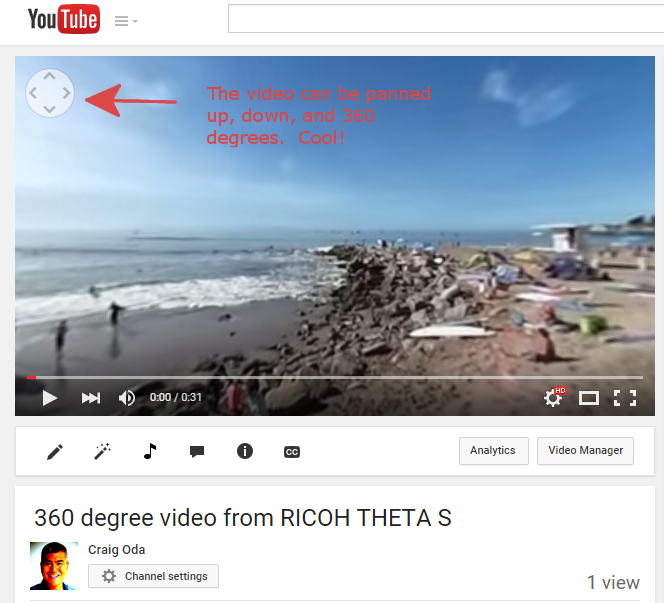 YouTube
The video can be panned
up, down, and 360
degrees. Cool!
0:00 / 0:31
HD
CC
Analytics
Video Manager
360 degree video from RICOH THETA S
Craig Oda
Channel settings
1 view